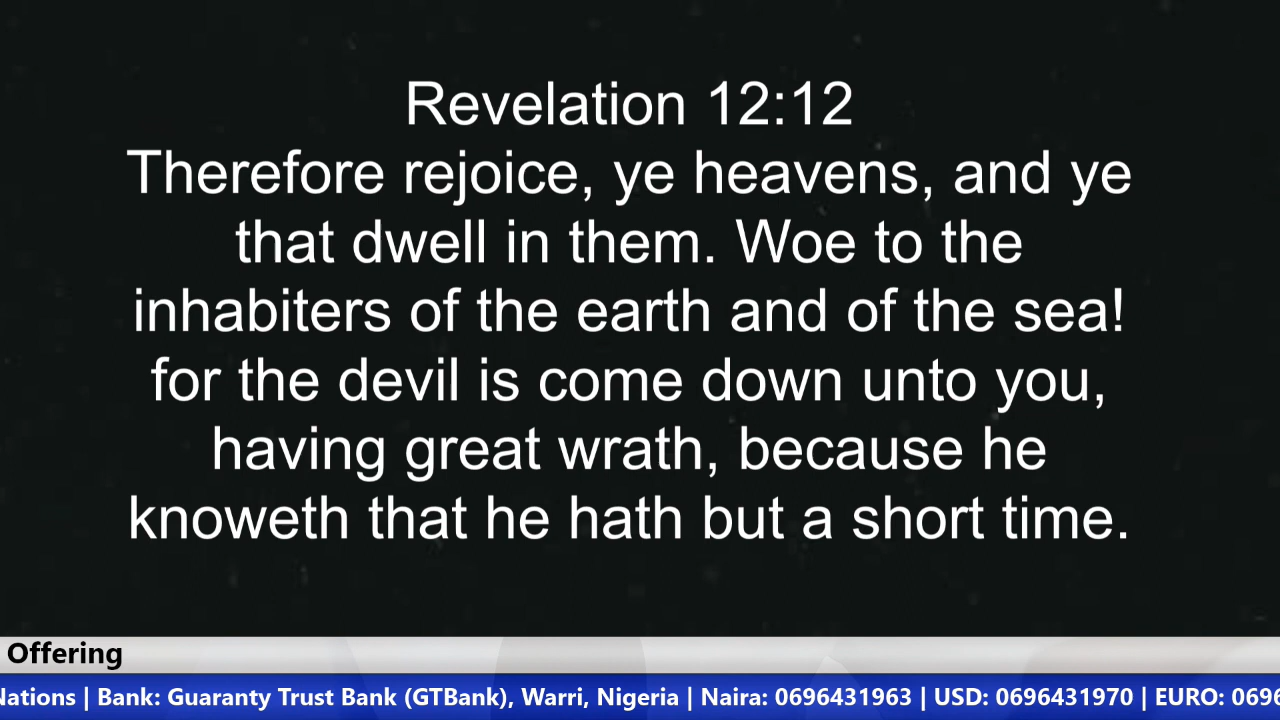 Revelation 12:12
Therefore rejoice, ye heavens, and ye
that dwell in them. Woe to the
inhabiters of the earth and of the sea!
for the devil is come down unto you,
having great wrath, because he
knoweth that he hath but a short time.
Offering
Nations | Bank: Guaranty Trust Bank (GTBank), Warri, Nigeria | Naira: 0696431963 | USD: 0696431970 | EURO: